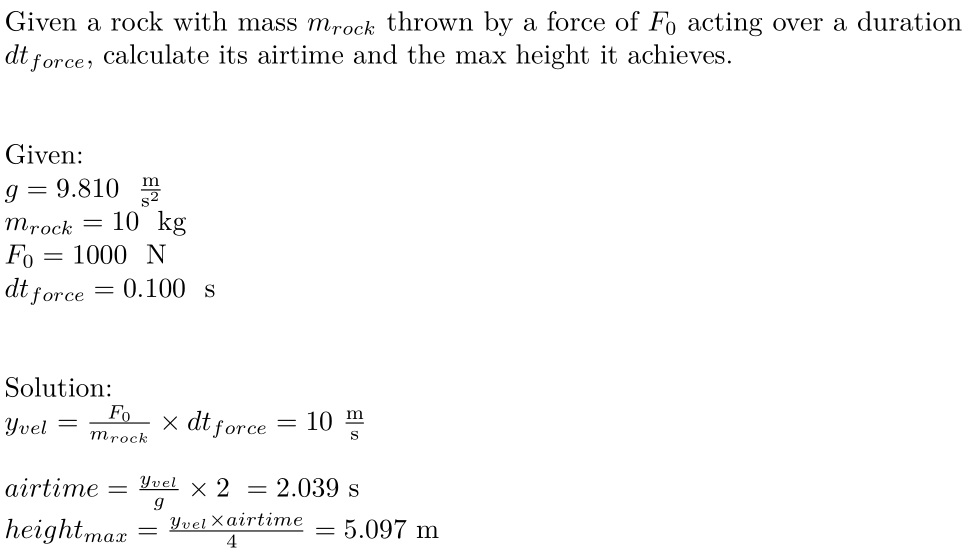 Given a rock with mass m_{rock} thrown by a force of F_0 acting over a duration
dt_{force}, calculate its airtime and the max height it achieves.
Given:
g = 9.810 \frac{m}{s^2}
m_{rock} = 10 kg
F_0 = 1000 N
dt_{force} = 0.100 s
Solution:
y_{vel} = \frac{F_0}{m_{rock}} × dt_{force} = 10 \frac{m}{s}
airtime = \frac{y_{vel}}{g} × 2 = 2.039 s
height_{max} = \frac{y_{vel} × airtime}{4} = 5.097 m